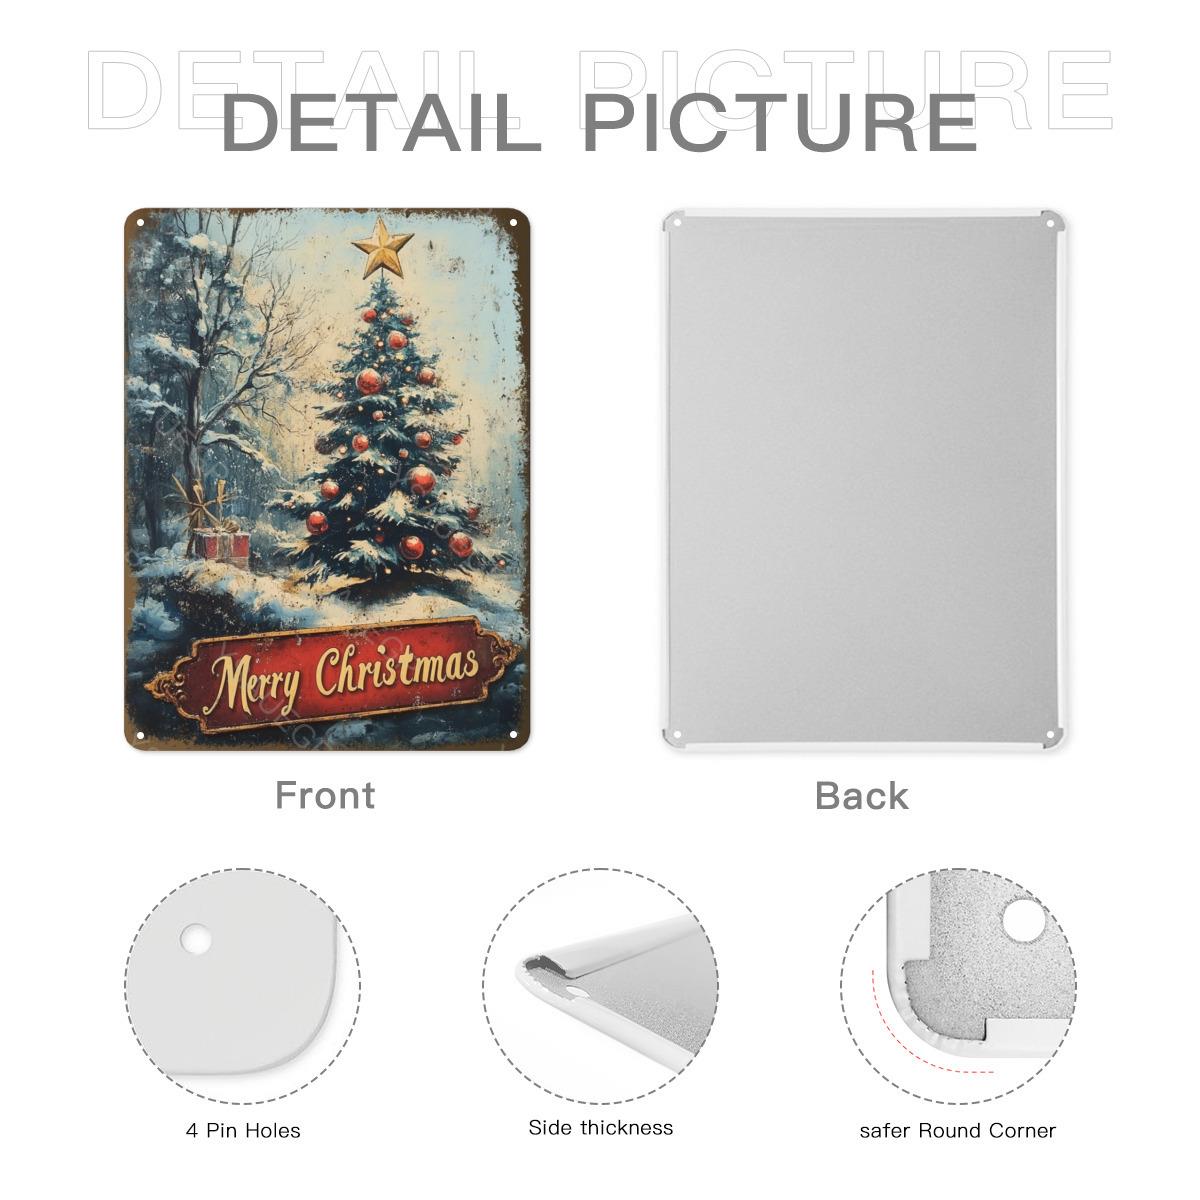 DETAIL PICTURE
DETAIL PICTURE
Merry Christmas
Front
Back
4 Pin Holes
Side thickness
safer Round Corner